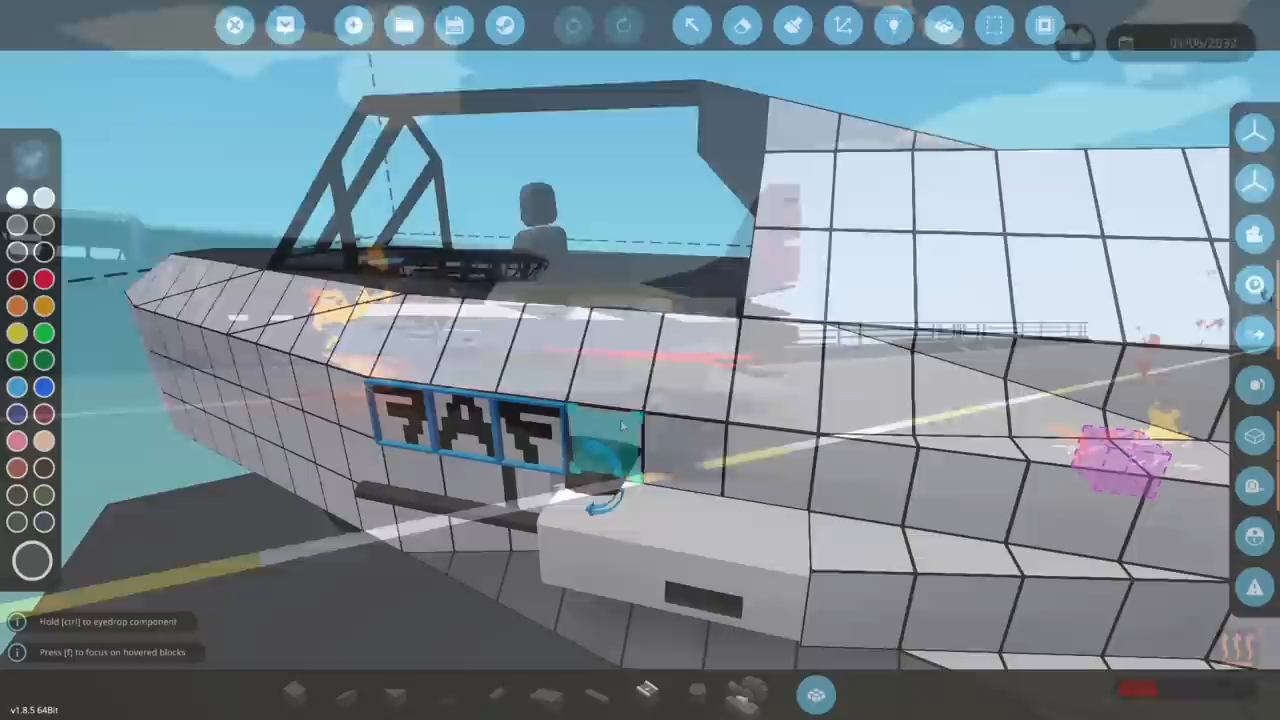 RAF
Hold [ctrl] to eyedrop component
Press [f] to focus on hovered blocks
v1.8.5 64Bit